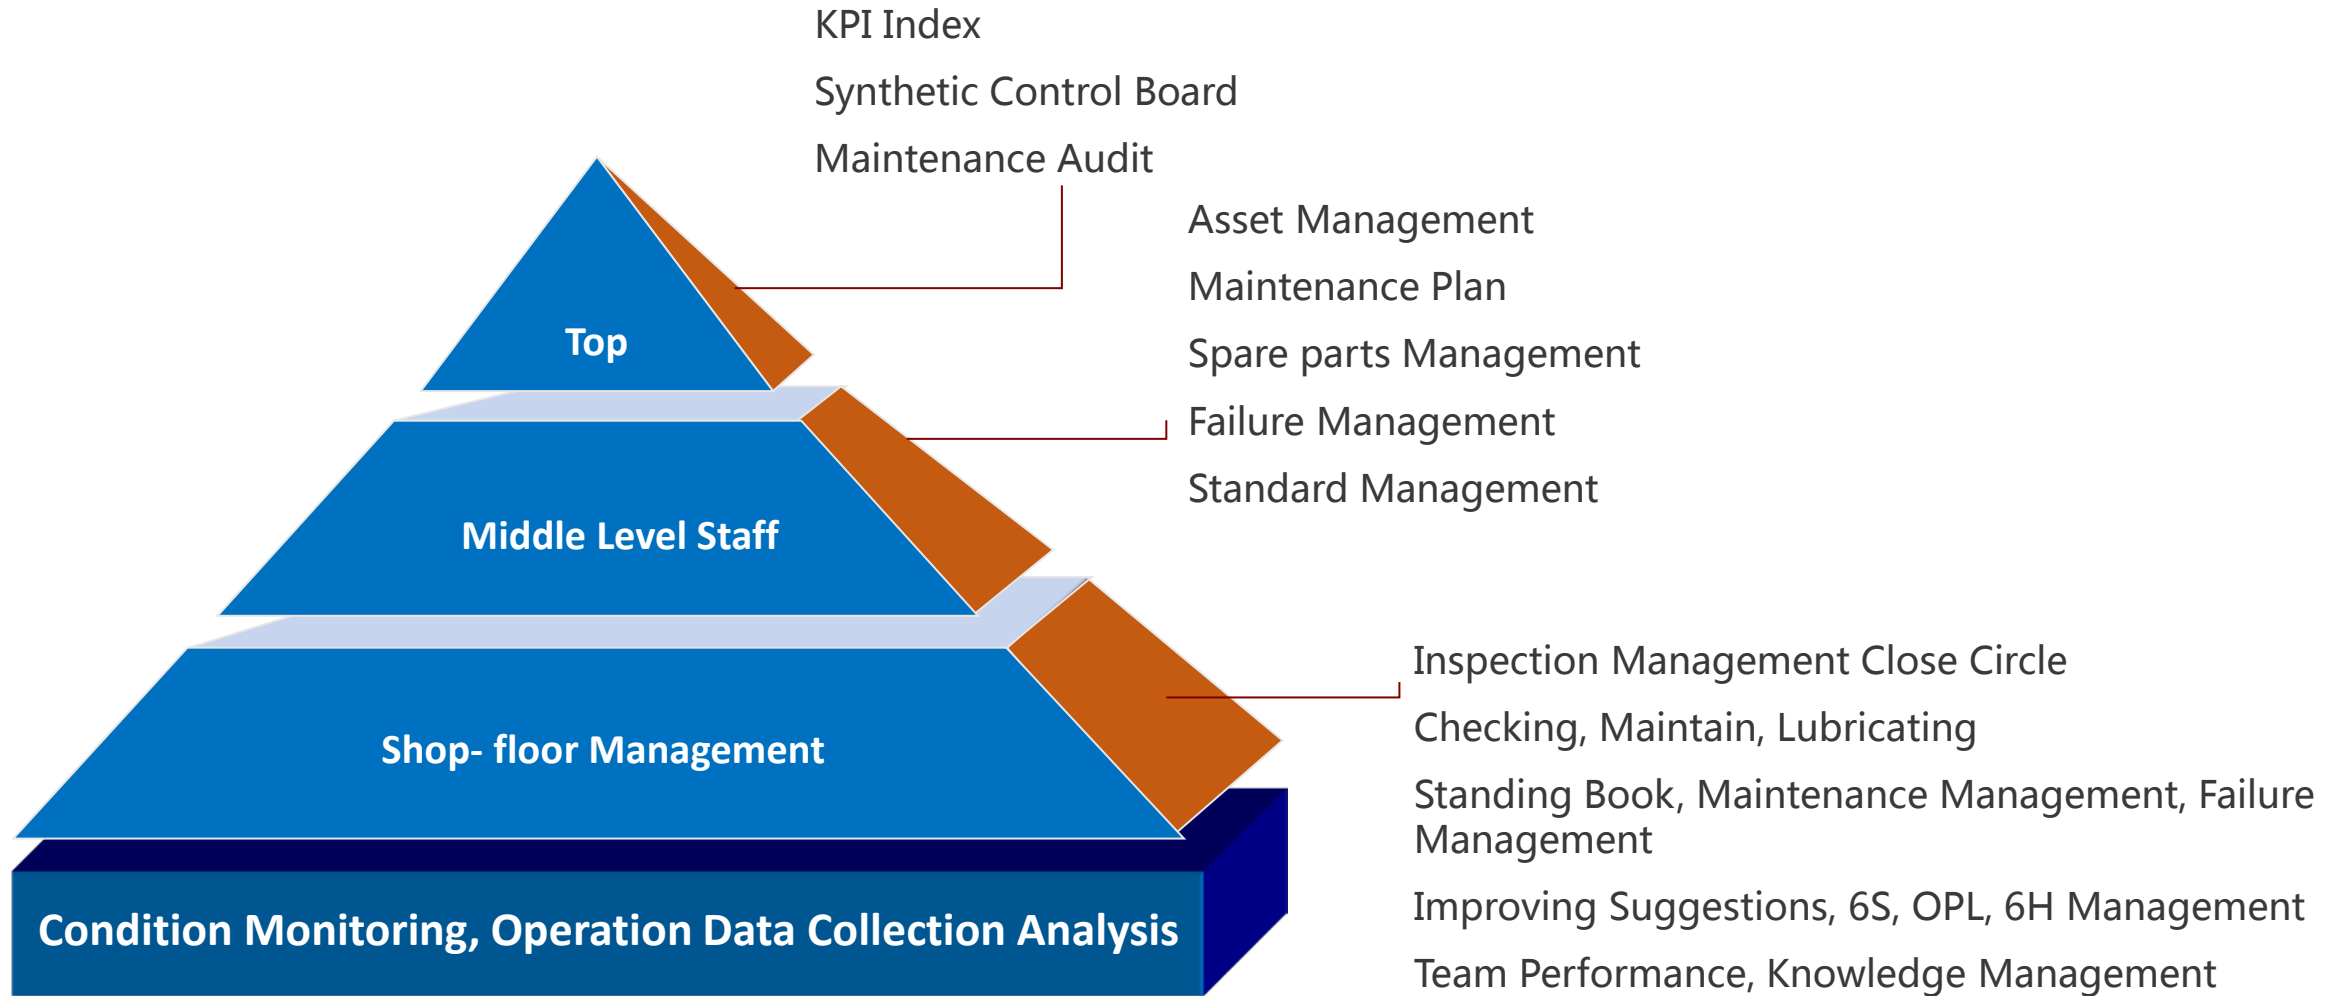 KPI Index
Synthetic Control Board
Maintenance Audit
Asset Management
Maintenance Plan
Spare parts Management
Failure Management
Standard Management
Top
Middle Level Staff
Shop- floor Management
Inspection Management Close Circle
Checking, Maintain, Lubricating
Standing Book, Maintenance Management, Failure
Management
Improving Suggestions, 6S, OPL, 6H Management
Team Performance, Knowledge Management
Condition Monitoring, Operation Data Collection Analysis